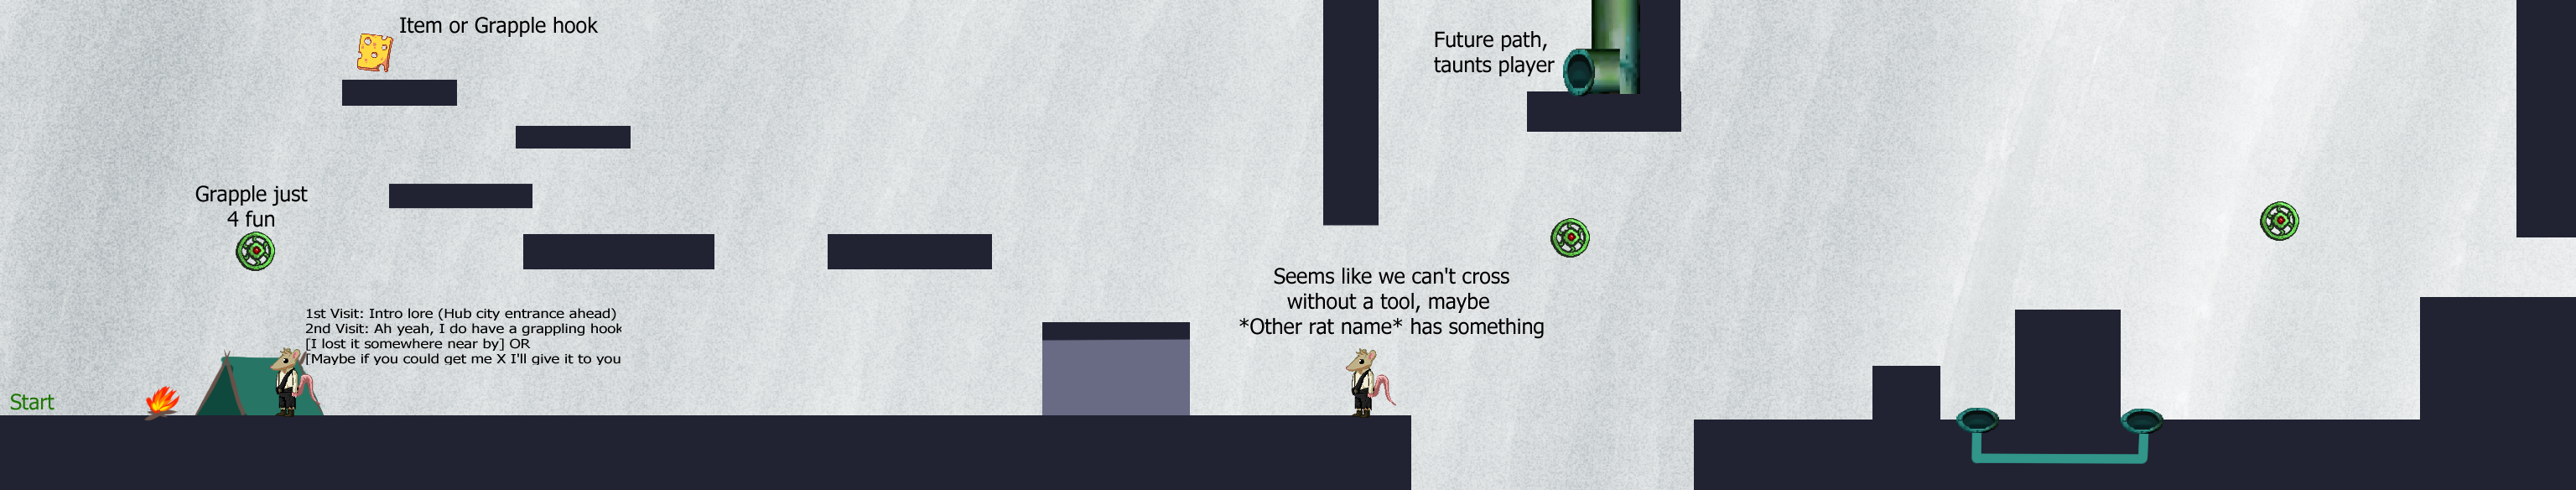 Item or Grapple hook
Future path,
taunts player
Grapple just
4 fun
1st Visit: Intro lore (Hub city entrance ahead)
2nd Visit: Ah yeah, I do have a grappling hook
[I lost it somewhere near by] OR
[Maybe if you could get me X I'll give it to you
Seems like we can't cross
without a tool, maybe
*Other rat name* has something
Start